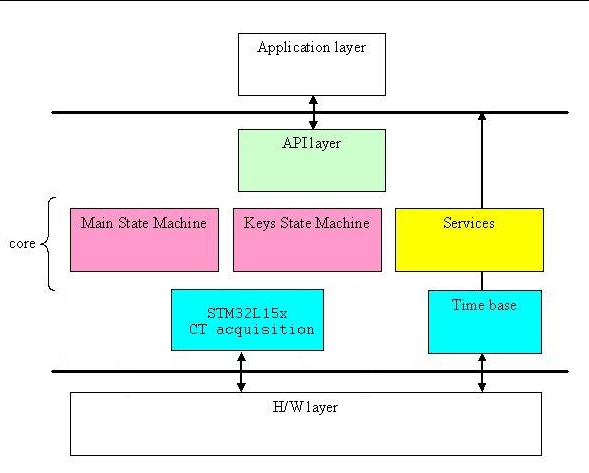 Application layer
API layer
core
Main State Machine
Keys State Machine
Services
STM32L15x
CT acquisition
Time base
H/W layer